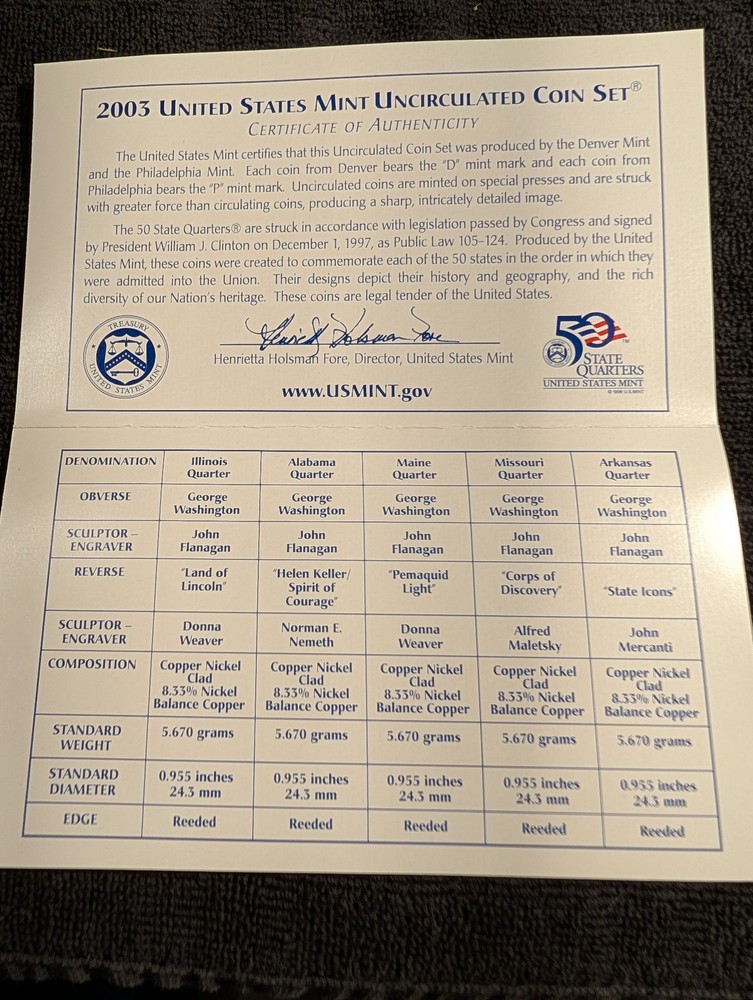 2003 UNITED STATES MINT UNCIRCULATED COIN SET®
CERTIFICATE OF AUTHENTICITY
The United States Mint certifies that this Uncirculated Coin Set was produced by the Denver Mint
and the Philadelphia Mint. Each coin from Denver bears the "D" mint mark and each coin from
Philadelphia bears the "P" mint mark. Uncirculated coins are minted on special presses and are struck
with greater force than circulating coins, producing a sharp, intricately detailed image.
The 50 State Quarters® are struck in accordance with legislation passed by Congress and signed
by President William J. Clinton on December 1, 1997, as Public Law 105-124. Produced by the United
States Mint, these coins were created to commemorate each of the 50 states in the order in which they
were admitted into the Union. Their designs depict their history and geography, and the rich
diversity of our Nation's heritage. These coins are legal tender of the United States.
TREASURY
UNITED STATES MINT
Henrietta Holsman Fore
Henrietta Holsman Fore, Director, United States Mint
www.USMINT.gov
50™
STATE
QUARTERS
UNITED STATES MINT
DENOMINATION Illinois Quarter Alabama Quarter Maine Quarter Missouri Quarter Arkansas Quarter
OBVERSE George Washington George Washington George Washington George Washington George Washington
SCULPTOR – ENGRAVER John Flanagan John Flanagan John Flanagan John Flanagan John Flanagan
REVERSE "Land of Lincoln" "Helen Keller/ Spirit of Courage" "Pemaquid Light" "Corps of Discovery" "State Icons"
SCULPTOR – ENGRAVER Donna Weaver Norman E. Nemeth Donna Weaver Alfred Maletsky John Mercanti
COMPOSITION Copper Nickel Clad 8.33% Nickel Balance Copper Copper Nickel Clad 8.33% Nickel Balance Copper Copper Nickel Clad 8.33% Nickel Balance Copper Copper Nickel Clad 8.33% Nickel Balance Copper Copper Nickel Clad 8.33% Nickel Balance Copper
STANDARD WEIGHT 5.670 grams 5.670 grams 5.670 grams 5.670 grams 5.670 grams
STANDARD DIAMETER 0.955 inches 24.3 mm 0.955 inches 24.3 mm 0.955 inches 24.3 mm 0.955 inches 24.3 mm 0.955 inches 24.3 mm
EDGE Reeded Reeded Reeded Reeded Reeded